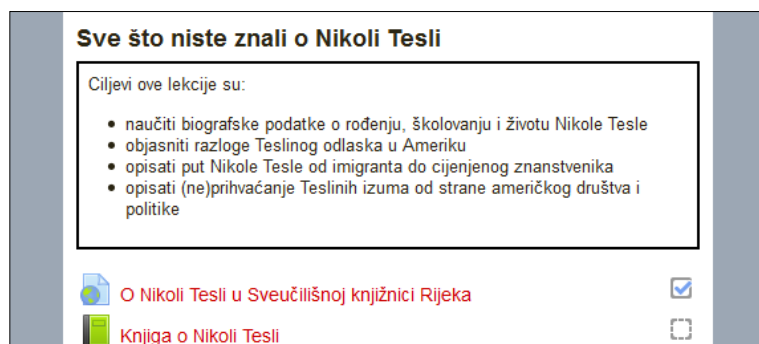 Sve što niste znali o Nikoli Tesli
Ciljevi ove lekcije su:
naučiti biografske podatke o rođenju, školovanju i životu Nikole Tesle
objasniti razloge Teslinog odlaska u Ameriku
opisati put Nikole Tesle od imigranta do cijenjenog znanstvenika
opisati (ne)prihvaćanje Teslinih izuma od strane američkog društva i
politike
O Nikoli Tesli u Sveučilišnoj knjižnici Rijeka
Knjiga o Nikoli Tesli